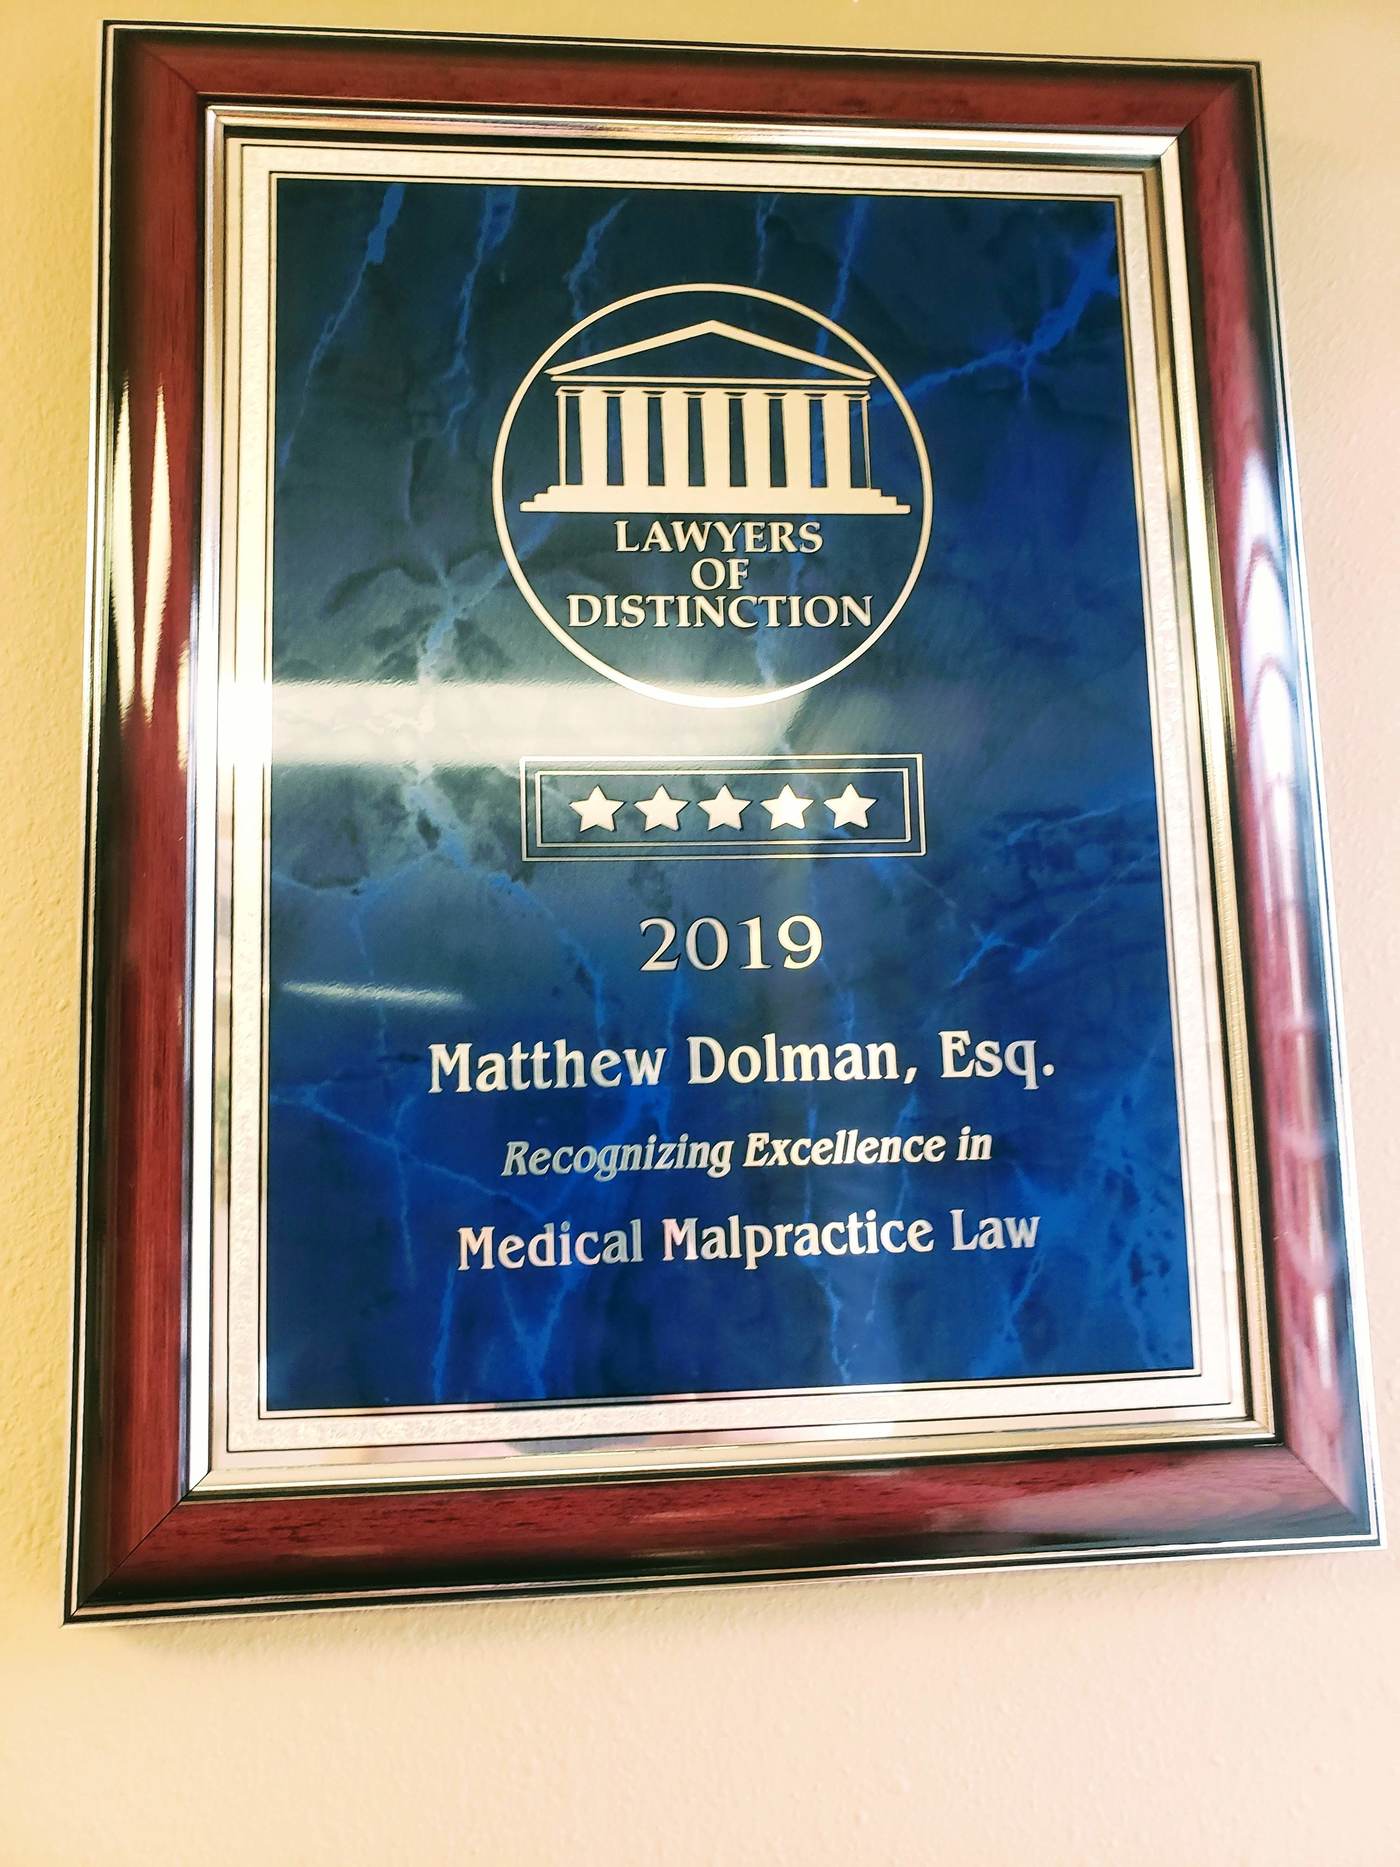 LAWYERS
OF
DISTINCTION
2019
Matthew Dolman, Esq.
Recognizing Excellence in
Medical Malpractice Law